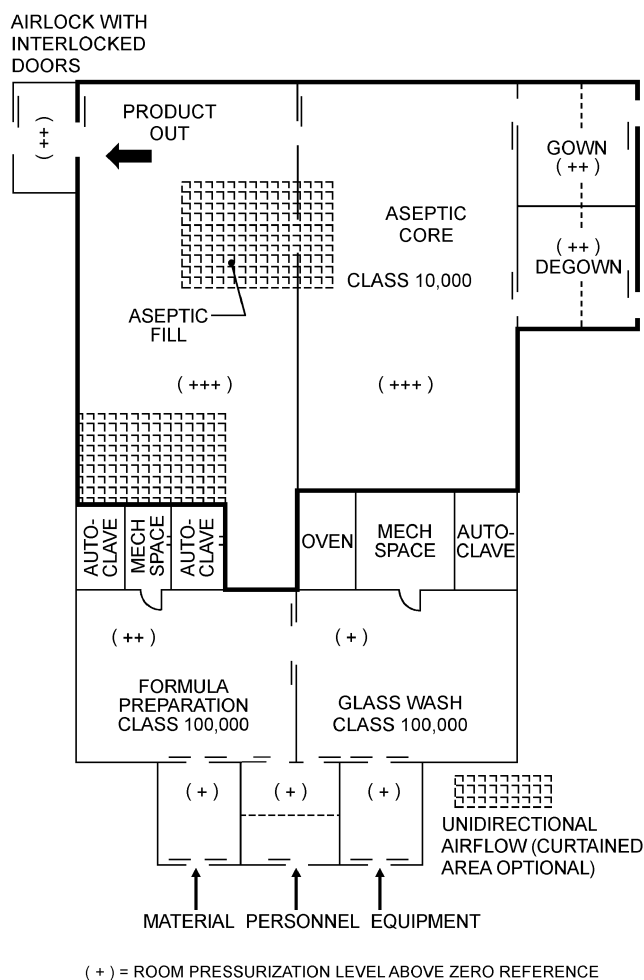 AIRLOCK WITH
INTERLOCKED
DOORS
(++)
PRODUCT
OUT
GOWN
(++)
ASEPTIC
CORE
(++)
DEGOWN
CLASS 10,000
ASEPTIC
FILL
(+++)
(+++)
AUTO-
CLAVE
MECH
SPACE
AUTO-
CLAVE
OVEN
MECH
SPACE
AUTO-
CLAVE
(++)
(+)
FORMULA
PREPARATION
CLASS 100,000
GLASS WASH
CLASS 100,000
(+)
(+)
(+)
UNIDIRECTIONAL
AIRFLOW (CURTAINED
AREA OPTIONAL)
MATERIAL PERSONNEL EQUIPMENT
(+) = ROOM PRESSURIZATION LEVEL ABOVE ZERO REFERENCE